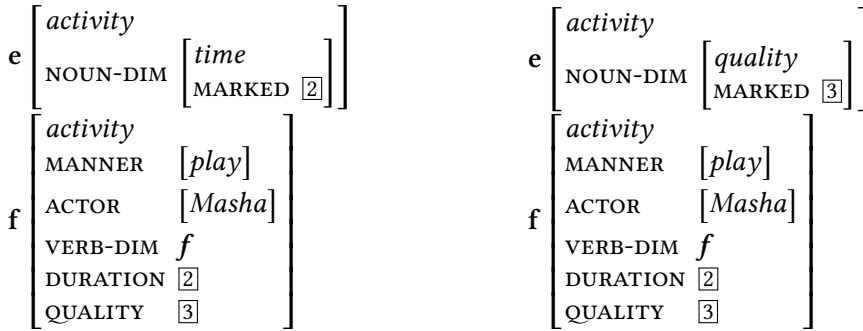 e [activity
NOUN-DIM [time
MARKED 2]]
f [activity
MANNER [play]
ACTOR [Masha]
VERB-DIM f
DURATION 2
QUALITY 3]
e [activity
NOUN-DIM [quality
MARKED 3]]
f [activity
MANNER [play]
ACTOR [Masha]
VERB-DIM f
DURATION 2
QUALITY 3]